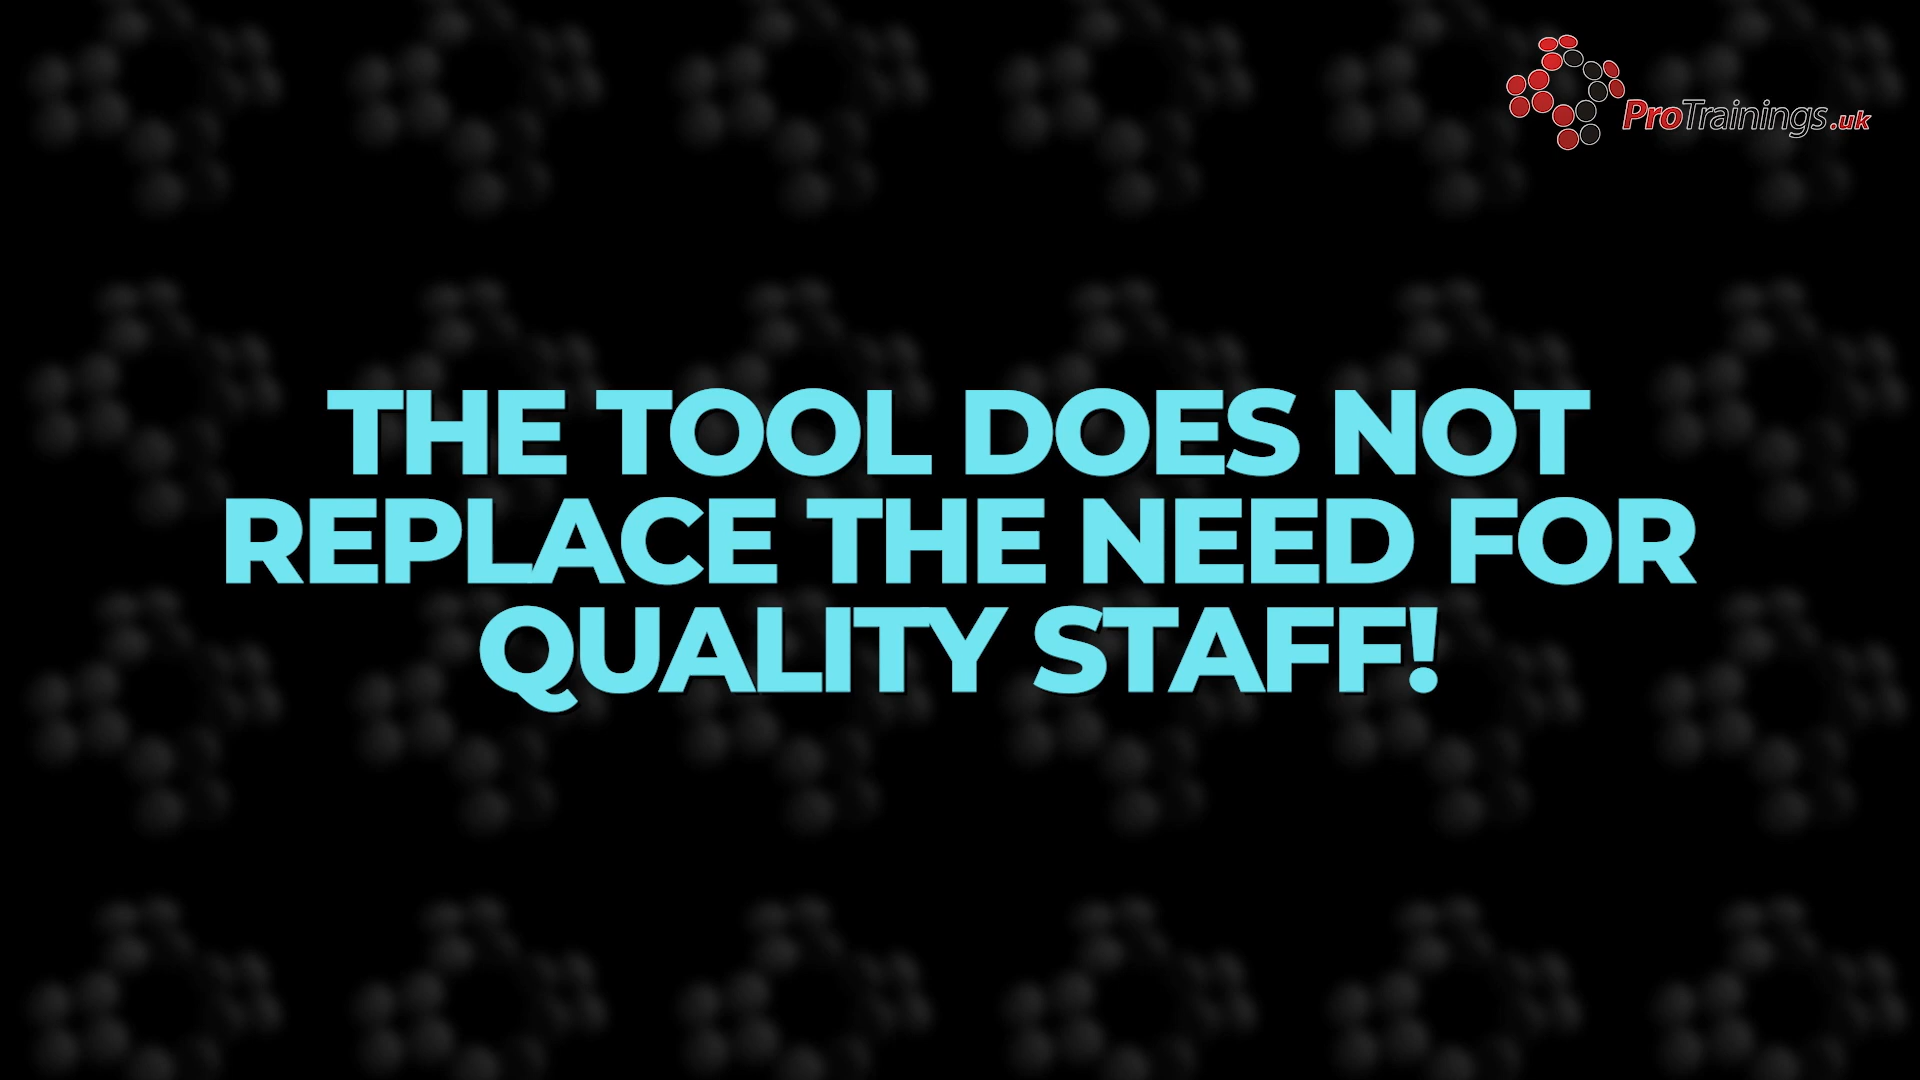 ProTrainings.uk
THE TOOL DOES NOT
REPLACE THE NEED FOR
QUALITY STAFF!